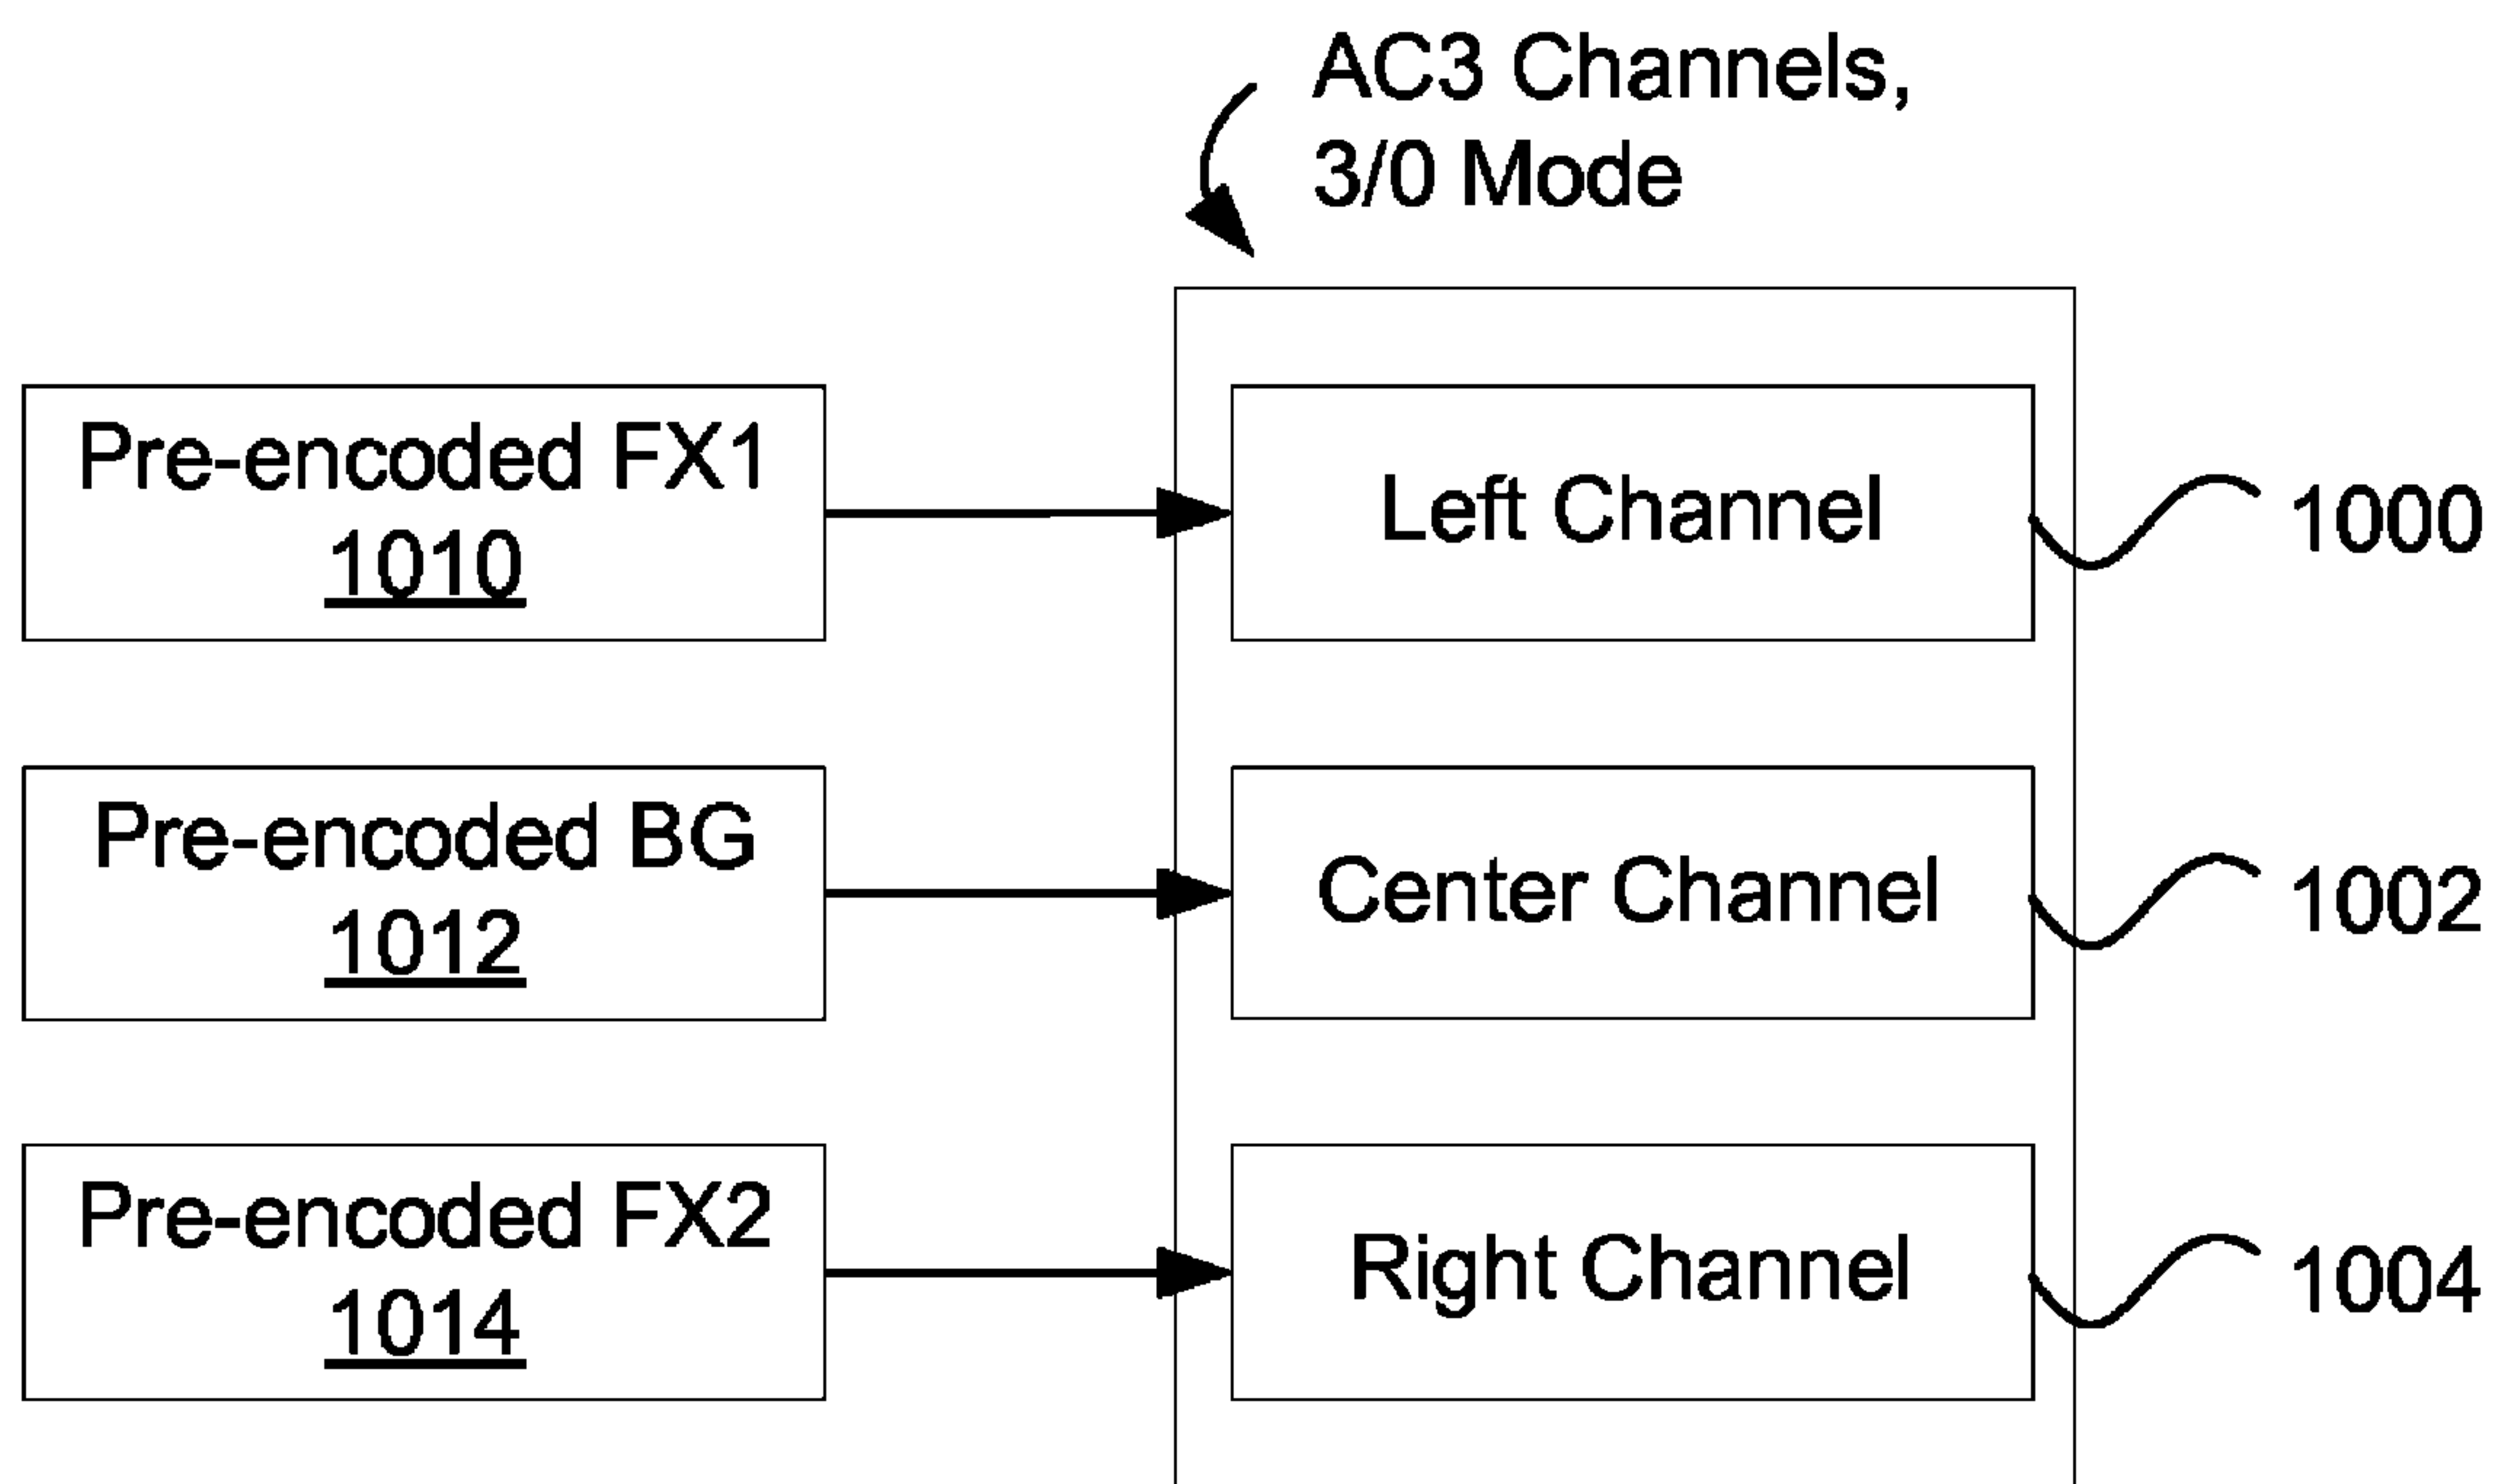 AC3 Channels,
3/0 Mode
Pre-encoded FX1
1010
Left Channel
1000
Pre-encoded BG
1012
Center Channel
1002
Pre-encoded FX2
1014
Right Channel
1004